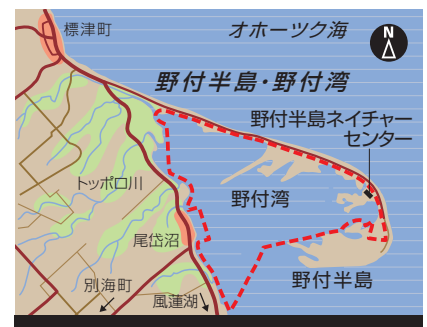 標津町
オホーツク海
N
野付半島・野付湾
野付半島ネイチャー
センター
トッポロ川
野付湾
尾岱沼
野付半島
別海町
風蓮湖